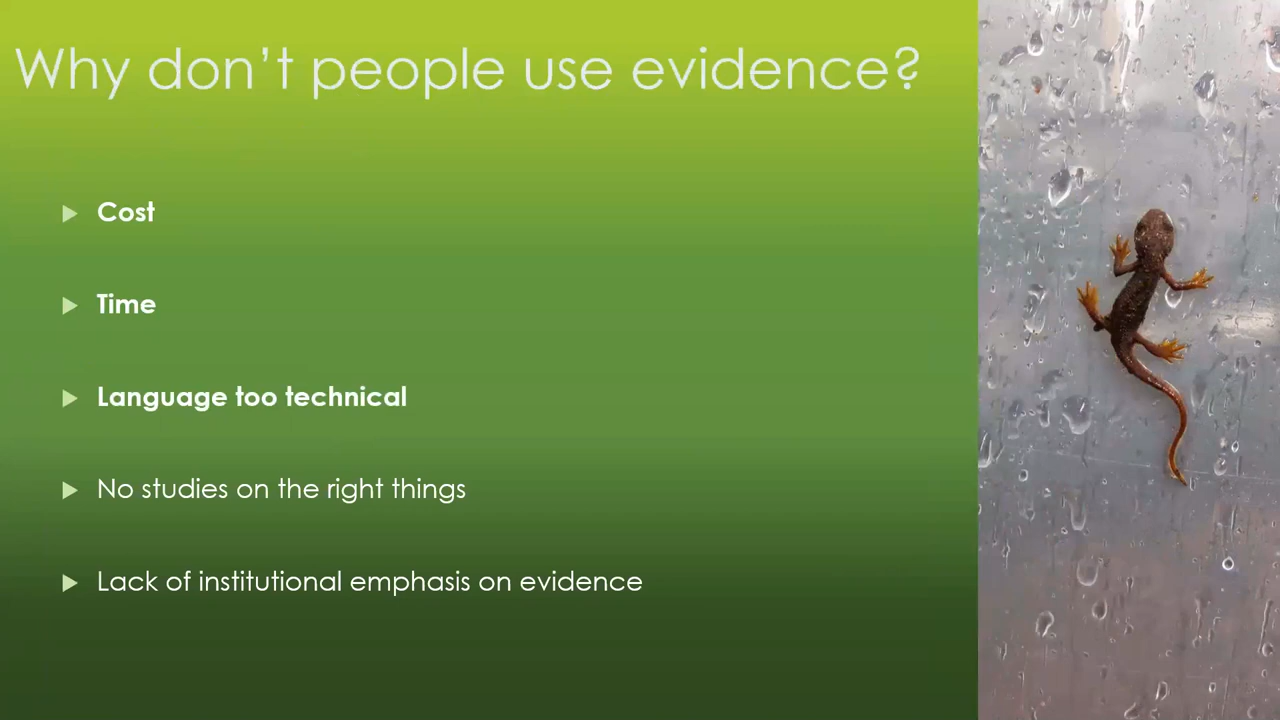 Why don’t people use evidence?
Cost
Time
Language too technical
No studies on the right things
Lack of institutional emphasis on evidence